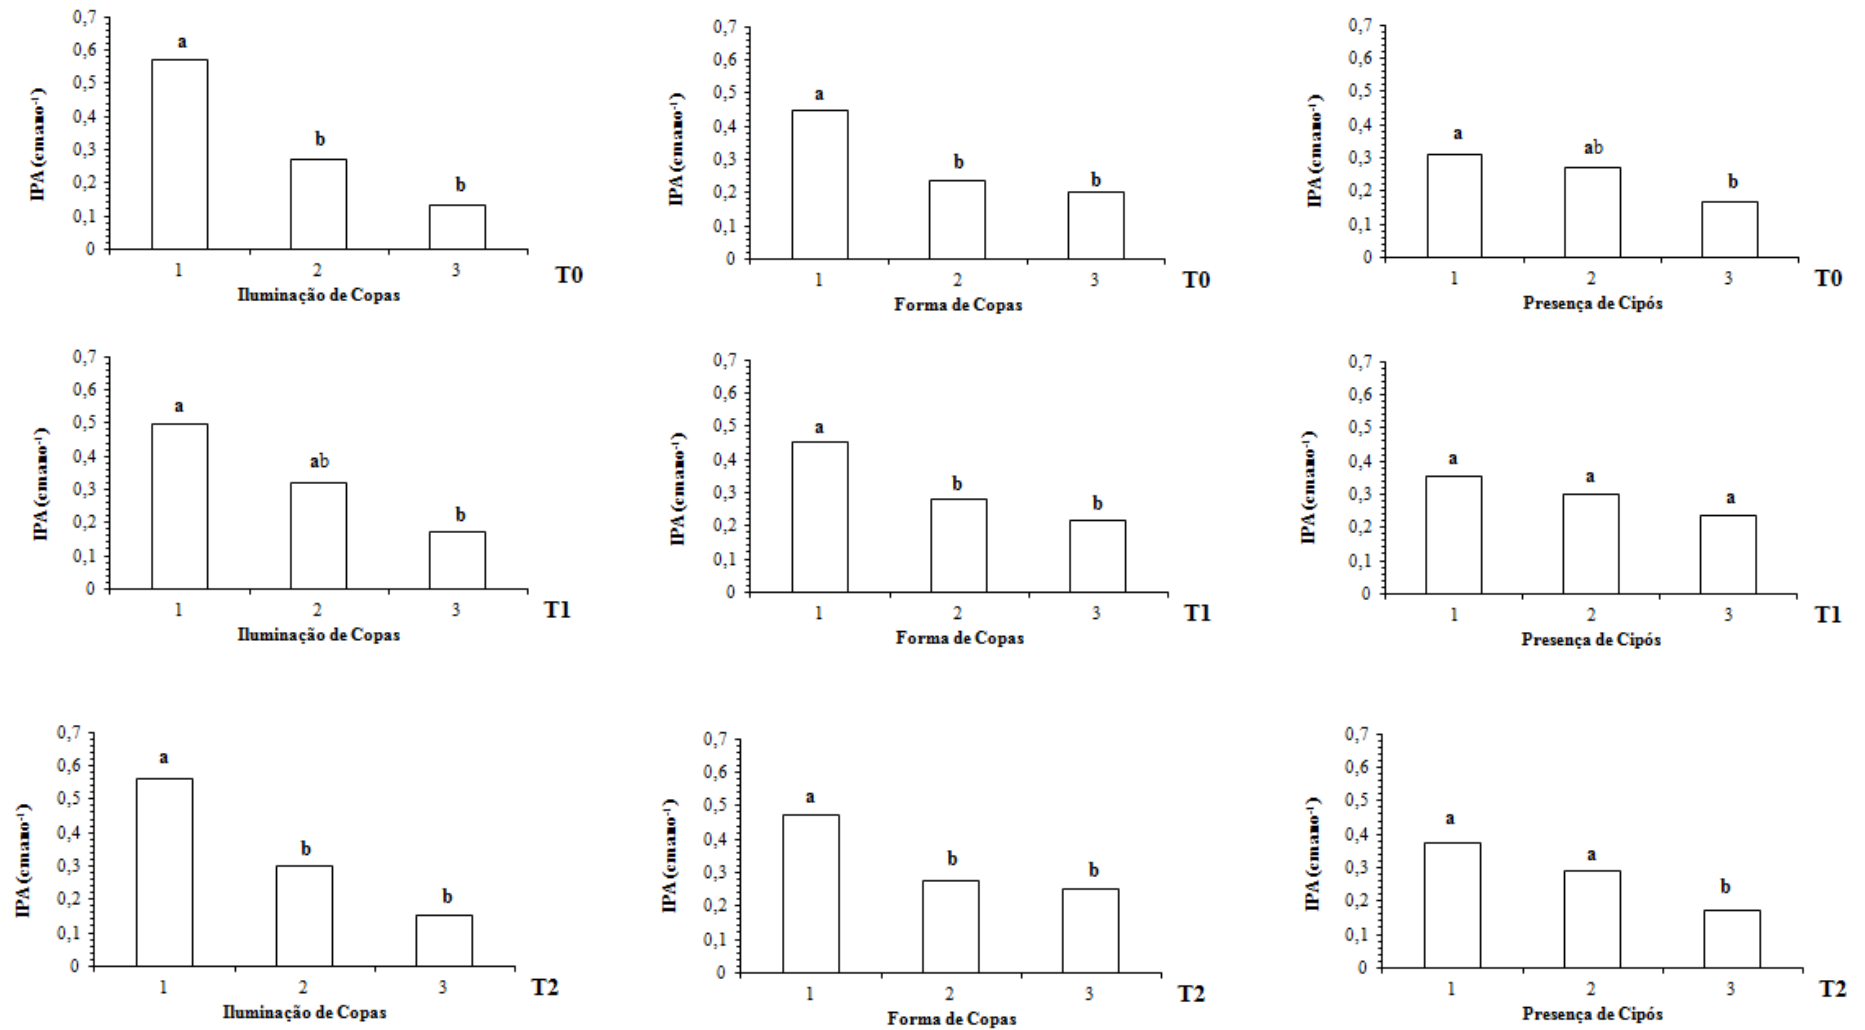 0,7
0,6
0,5
0,4
0,3
0,2
0,1
0
IPA (cmano-¹)
a
b
b
1 2 3
Iluminação de Copas
T0
0,7
0,6
0,5
0,4
0,3
0,2
0,1
0
IPA (cmano-¹)
a
b
b
1 2 3
Forma de Copas
T0
0,7
0,6
0,5
0,4
0,3
0,2
0,1
0
IPA (cmano-¹)
a
ab
b
1 2 3
Presença de Cipós
T0
0,7
0,6
0,5
0,4
0,3
0,2
0,1
0
IPA (cmano-¹)
a
ab
b
1 2 3
Iluminação de Copas
T1
0,7
0,6
0,5
0,4
0,3
0,2
0,1
0
IPA (cmano-¹)
a
b
b
1 2 3
Forma de Copas
T1
0,7
0,6
0,5
0,4
0,3
0,2
0,1
0
IPA (cmano-¹)
a
a
a
1 2 3
Presença de Cipós
T1
0,7
0,6
0,5
0,4
0,3
0,2
0,1
0
IPA (cmano-¹)
a
b
b
1 2 3
Iluminação de Copas
T2
0,7
0,6
0,5
0,4
0,3
0,2
0,1
0
IPA (cmano-¹)
a
b
b
1 2 3
Forma de Copas
T2
0,7
0,6
0,5
0,4
0,3
0,2
0,1
0
IPA (cmano-¹)
a
a
b
1 2 3
Presença de Cipós
T2